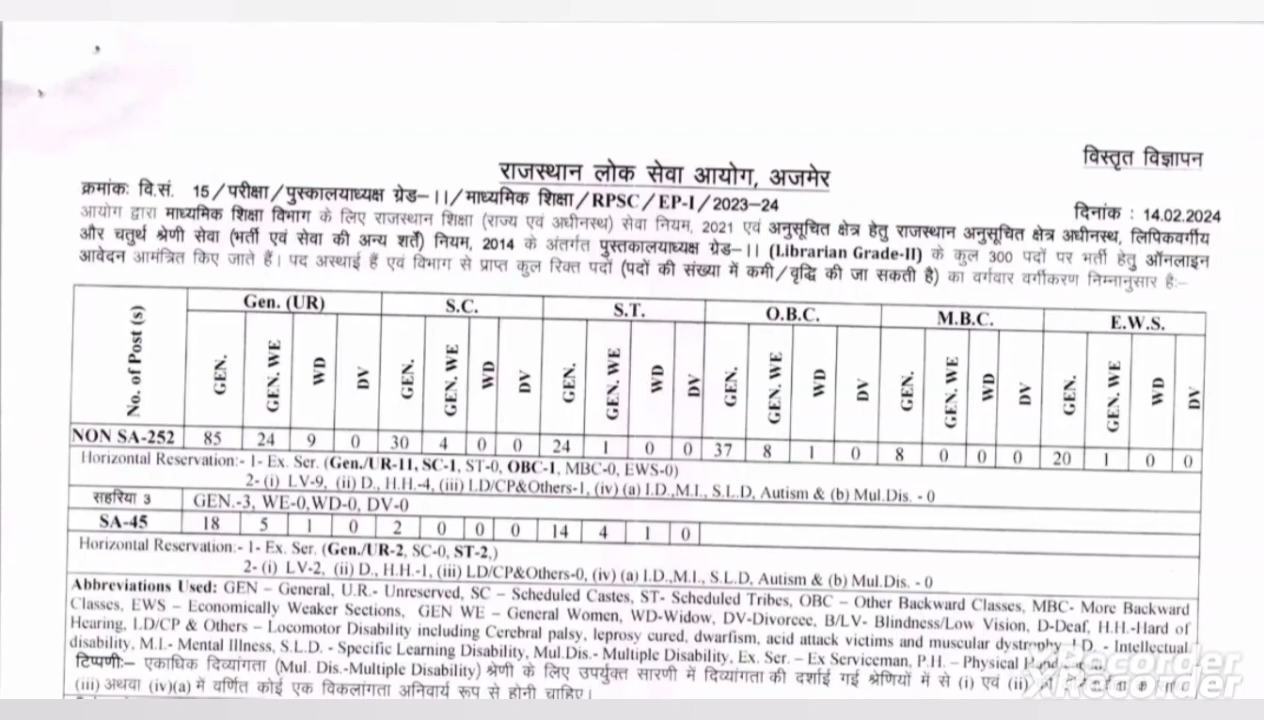 विस्तृत विज्ञापन
राजस्थान लोक सेवा आयोग, अजमेर
क्रमांकः वि.सं. 15/परीक्षा/पुस्कालयाध्यक्ष ग्रेड–।।/माध्यमिक शिक्षा/RPSC/EP-I/2023–24
दिनांक : 14.02.2024
आयोग द्वारा माध्यमिक शिक्षा विभाग के लिए राजस्थान शिक्षा (राज्य एवं अधीनस्थ) सेवा नियम, 2021 एवं अनुसूचित क्षेत्र हेतु राजस्थान अनुसूचित क्षेत्र अधीनस्थ, लिपिकवर्गीय
और चतुर्थ श्रेणी सेवा (भर्ती एवं सेवा की अन्य शर्तें) नियम, 2014 के अंतर्गत पुस्तकालयाध्यक्ष ग्रेड–।। (Librarian Grade-II) के कुल 300 पदों पर भर्ती हेतु ऑनलाइन
आवेदन आमंत्रित किए जाते हैं। पद अस्थाई हैं एवं विभाग से प्राप्त कुल रिक्त पदों (पदों की संख्या में कमी/वृद्धि की जा सकती है) का वर्गवार वर्गीकरण निम्नानुसार है:–
No. of Post (s) Gen. (UR) S.C. S.T. O.B.C. M.B.C. E.W.S.
GEN. GEN. WE WD DV GEN. GEN. WE WD DV GEN. GEN. WE WD DV GEN. GEN. WE WD DV GEN. GEN. WE WD DV GEN. GEN. WE WD DV
NON SA-252 85 24 9 0 30 4 0 0 24 1 0 0 37 8 1 0 8 0 0 0 20 1 0 0
Horizontal Reservation:- 1- Ex. Ser. (Gen./UR-11, SC-1, ST-0, OBC-1, MBC-0, EWS-0)
2- (i) LV-9, (ii) D., H.H.-4, (iii) LD/CP&Others-1, (iv) (a) I.D.,M.I., S.L.D, Autism & (b) Mul.Dis. - 0
सहरिया 3 GEN.-3, WE-0,WD-0, DV-0
SA-45 18 5 1 0 2 0 0 0 14 4 1 0
Horizontal Reservation:- 1- Ex. Ser. (Gen./UR-2, SC-0, ST-2,)
2- (i) LV-2, (ii) D., H.H.-1, (iii) LD/CP&Others-0, (iv) (a) I.D.,M.I., S.L.D, Autism & (b) Mul.Dis. - 0
Abbreviations Used: GEN – General, U.R.- Unreserved, SC – Scheduled Castes, ST- Scheduled Tribes, OBC – Other Backward Classes, MBC- More Backward
Classes, EWS – Economically Weaker Sections, GEN WE – General Women, WD-Widow, DV-Divorcee, B/LV- Blindness/Low Vision, D-Deaf, H.H.-Hard of
Hearing, LD/CP & Others – Locomotor Disability including Cerebral palsy, leprosy cured, dwarfism, acid attack victims and muscular dystrophy I.D. - Intellectual
disability, M.I.- Mental Illness, S.L.D. - Specific Learning Disability, Mul.Dis.- Multiple Disability, Ex. Ser. – Ex Serviceman, P.H. – Physical
टिप्पणी:– एकाधिक दिव्यांगता (Mul. Dis.-Multiple Disability) श्रेणी के लिए उपर्युक्त सारणी में दिव्यांगता की दर्शाई गई श्रेणियों में से (i) एवं (ii)
(iii) अथवा (iv)(a) में वर्णित कोई एक विकलांगता अनिवार्य रूप से होनी चाहिए।
XRecorder
XRecorder